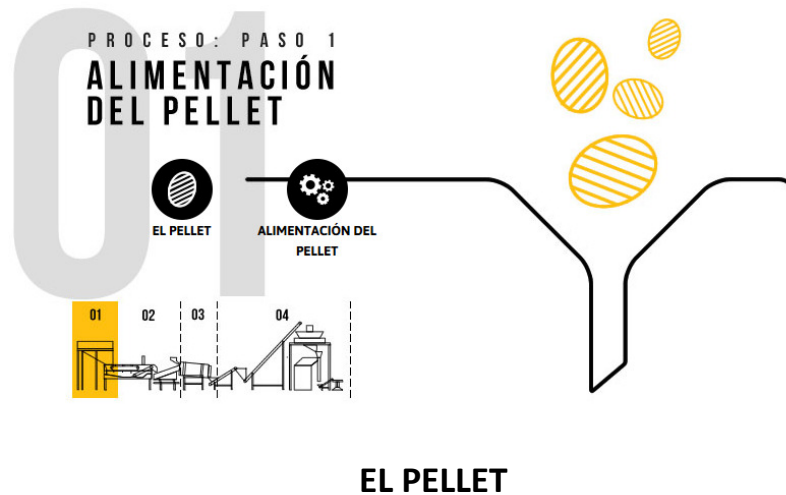 01
PROCESO: PASO 1
ALIMENTACIÓN
DEL PELLET
EL PELLET
ALIMENTACIÓN DEL
PELLET
01 02 03 04
EL PELLET